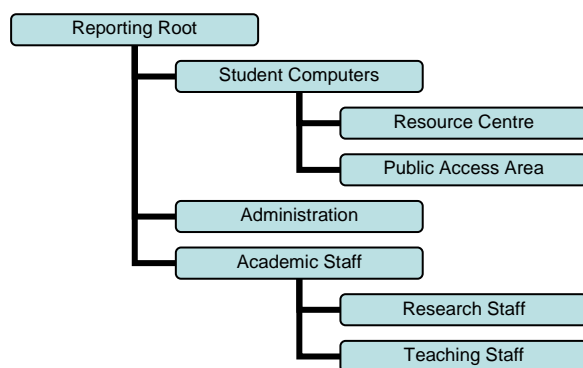 Reporting Root
Student Computers
Resource Centre
Public Access Area
Administration
Academic Staff
Research Staff
Teaching Staff